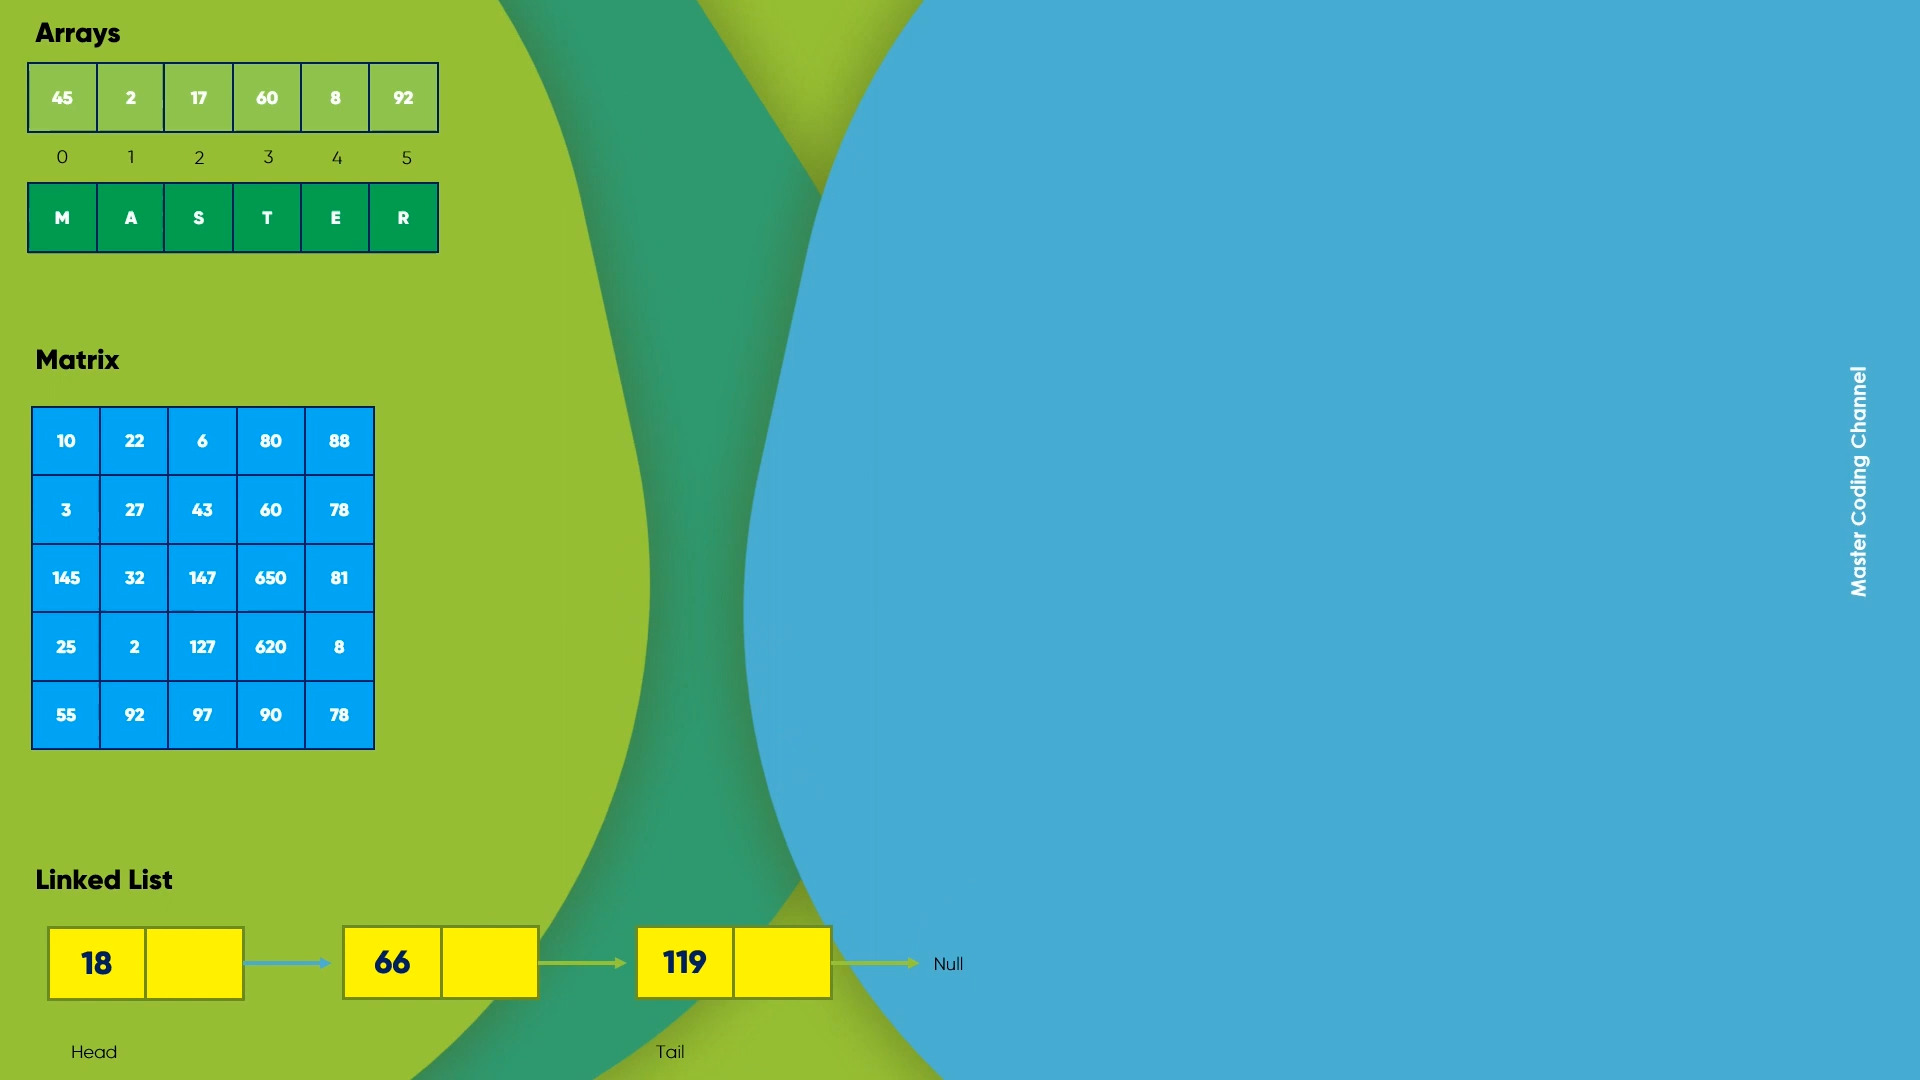 Arrays
45 2 17 60 8 92
0 1 2 3 4 5
M A S T E R
Matrix
10 22 6 80 88
3 27 43 60 78
145 32 147 650 81
25 2 127 620 8
55 92 97 90 78
Linked List
18 66 119 Null
Head Tail
Master Coding Channel